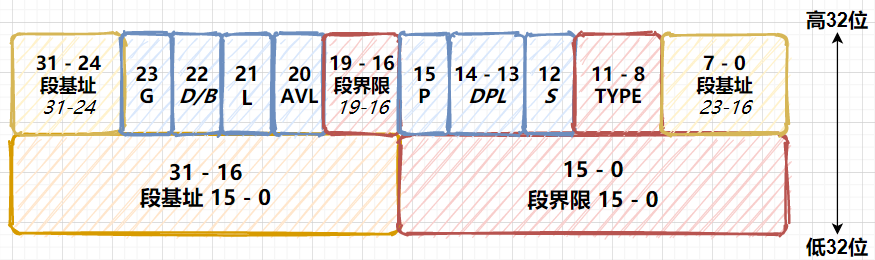 高32位
31 - 24
段基址
31-24
23
G
22
D/B
21
L
20
AVL
19 - 16
段界限
19-16
15
P
14 - 13
DPL
12
S
11 - 8
TYPE
7 - 0
段基址
23-16
31 - 16
段基址 15 - 0
15 - 0
段界限 15 - 0
低32位